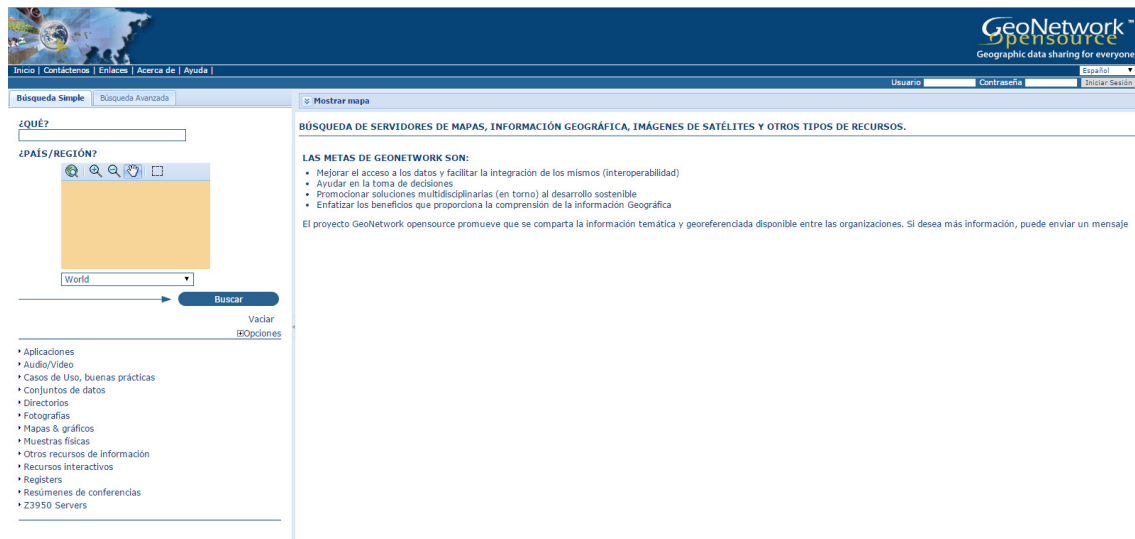 GeoNetwork
Opensource
Geographic data sharing for everyone
Inicio | Contáctenos | Enlaces | Acerca de | Ayuda |
Español
Usuario Contraseña Iniciar Sesión
Búsqueda Simple Búsqueda Avanzada
Mostrar mapa
¿QUÉ?
¿PAÍS/REGIÓN?
World
Buscar
Vaciar
Opciones
Aplicaciones
Audio/Video
Casos de Uso, buenas prácticas
Conjuntos de datos
Directorios
Fotografías
Mapas & gráficos
Muestras físicas
Otros recursos de información
Recursos interactivos
Registers
Resúmenes de conferencias
Z3950 Servers
BÚSQUEDA DE SERVIDORES DE MAPAS, INFORMACIÓN GEOGRÁFICA, IMÁGENES DE SATÉLITES Y OTROS TIPOS DE RECURSOS.
LAS METAS DE GEONETWORK SON:
Mejorar el acceso a los datos y facilitar la integración de los mismos (interoperabilidad)
Ayudar en la toma de decisiones
Promocionar soluciones multidisciplinarias (en torno) al desarrollo sostenible
Enfatizar los beneficios que proporciona la comprensión de la información Geográfica
El proyecto GeoNetwork opensource promueve que se comparta la información temática y georeferenciada disponible entre las organizaciones. Si desea más información, puede enviar un mensaje